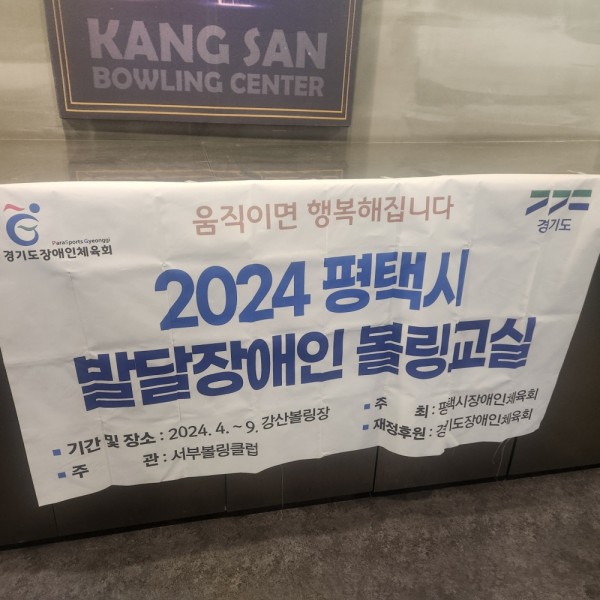 KANG SAN
BOWLING CENTER
움직이면 행복해집니다
ParaSports Gyeonggi
경기도장애인체육회
경기도
2024 평택시
발달장애인 볼링교실
▪ 기간 및 장소 : 2024. 4. ~ 9. 강산볼링장
▪ 주 관 : 서부볼링클럽
▪ 주 최 : 평택시장애인체육회
▪ 재정후원 : 경기도장애인체육회